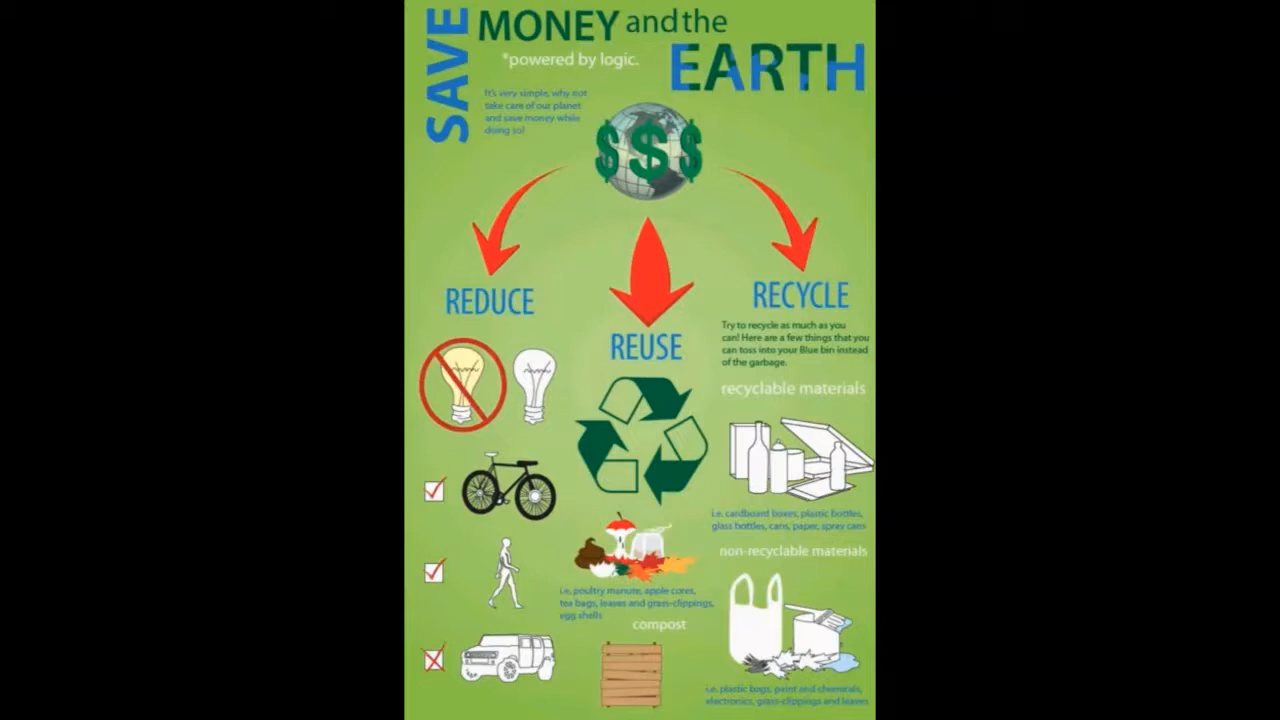 SAVE MONEY and the
EARTH
*powered by logic.
It's very simple, why not
take care of our planet
and save money while
doing so!
$$$
REDUCE
REUSE
i.e. poultry manure, apple cores,
tea bags, leaves and grass-clippings,
egg shells
compost
RECYCLE
Try to recycle as much as you
can! Here are a few things that you
can toss into your Blue bin instead
of the garbage.
recyclable materials
i.e. cardboard boxes, plastic bottles,
glass bottles, cans, paper, spray cans
non-recyclable materials
i.e. plastic bags, paint and chemicals,
electronics, grass-clippings and leaves